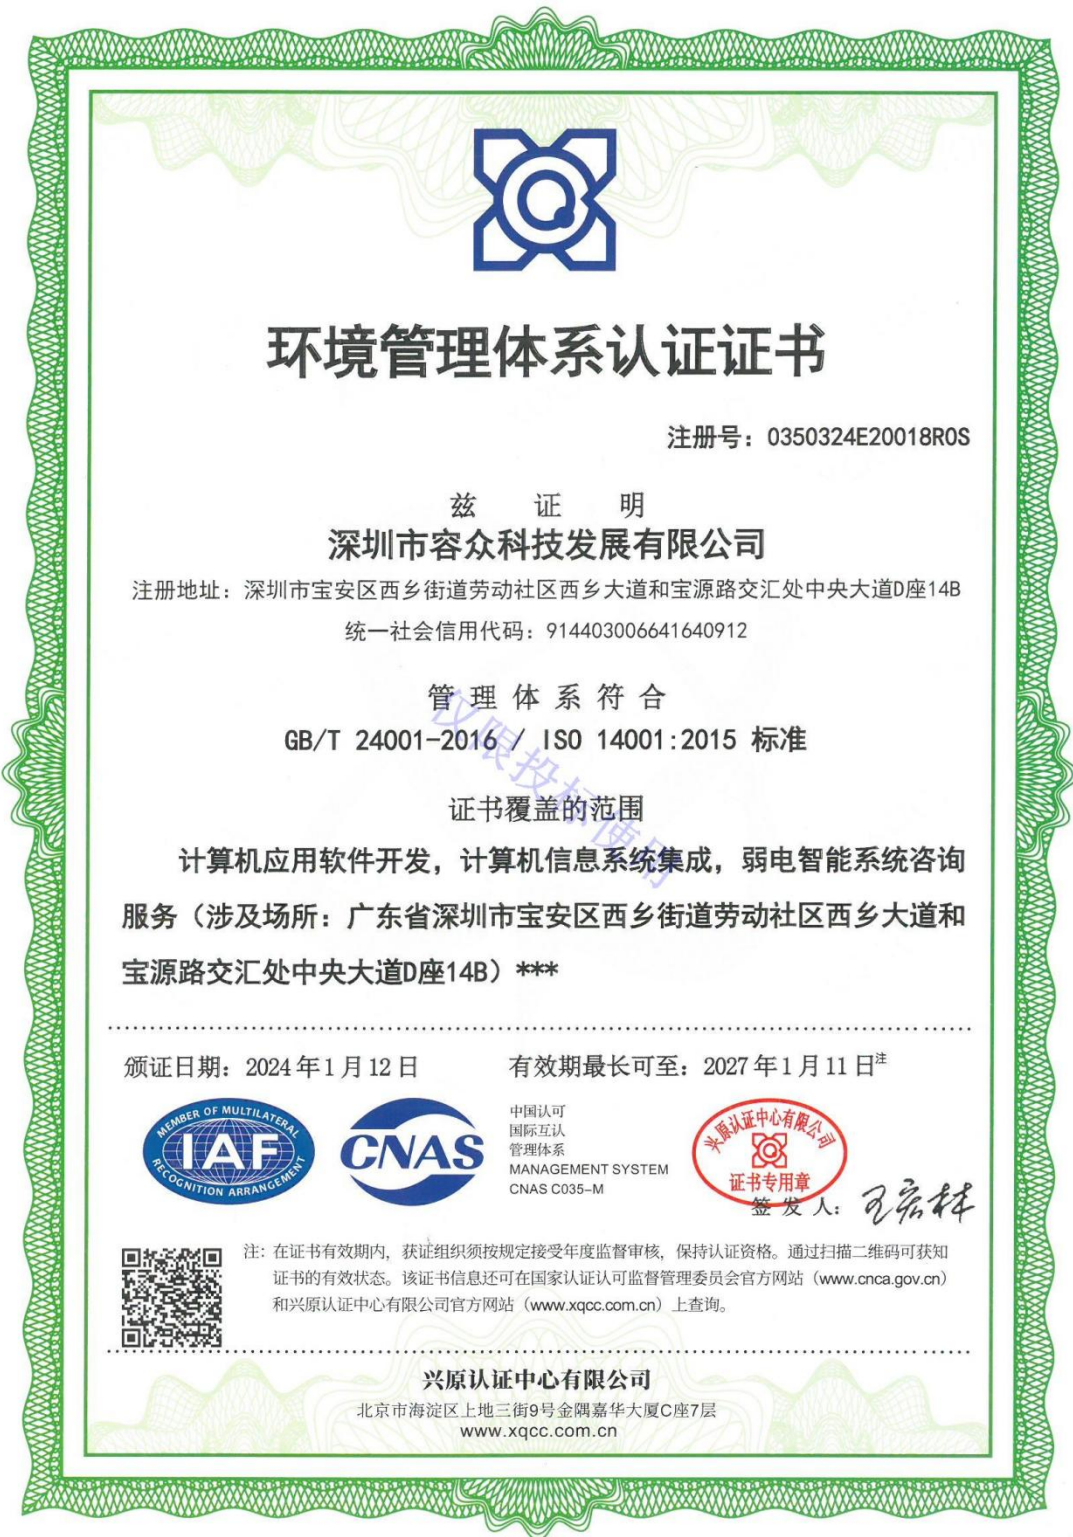 环境管理体系认证证书
注册号：0350324E20018R0S
兹 证 明
深圳市容众科技发展有限公司
注册地址：深圳市宝安区西乡街道劳动社区西乡大道和宝源路交汇处中央大道D座14B
统一社会信用代码：914403006641640912
管 理 体 系 符 合
GB/T 24001-2016 / ISO 14001:2015 标准
仅限投标使用
证书覆盖的范围
计算机应用软件开发，计算机信息系统集成，弱电智能系统咨询
服务（涉及场所：广东省深圳市宝安区西乡街道劳动社区西乡大道和
宝源路交汇处中央大道D座14B）***
颁证日期：2024年1月12日
有效期最长可至：2027年1月11日注
MEMBER OF MULTILATERAL
IAF
RECOGNITION ARRANGEMENT
CNAS
中国认可
国际互认
管理体系
MANAGEMENT SYSTEM
CNAS C035-M
兴原认证中心有限公司
证书专用章
签 发 人：
注：在证书有效期内，获证组织须按规定接受年度监督审核，保持认证资格。通过扫描二维码可获知
证书的有效状态。该证书信息还可在国家认证认可监督管理委员会官方网站（www.cnca.gov.cn）
和兴原认证中心有限公司官方网站（www.xqcc.com.cn）上查询。
兴原认证中心有限公司
北京市海淀区上地三街9号金隅嘉华大厦C座7层
www.xqcc.com.cn